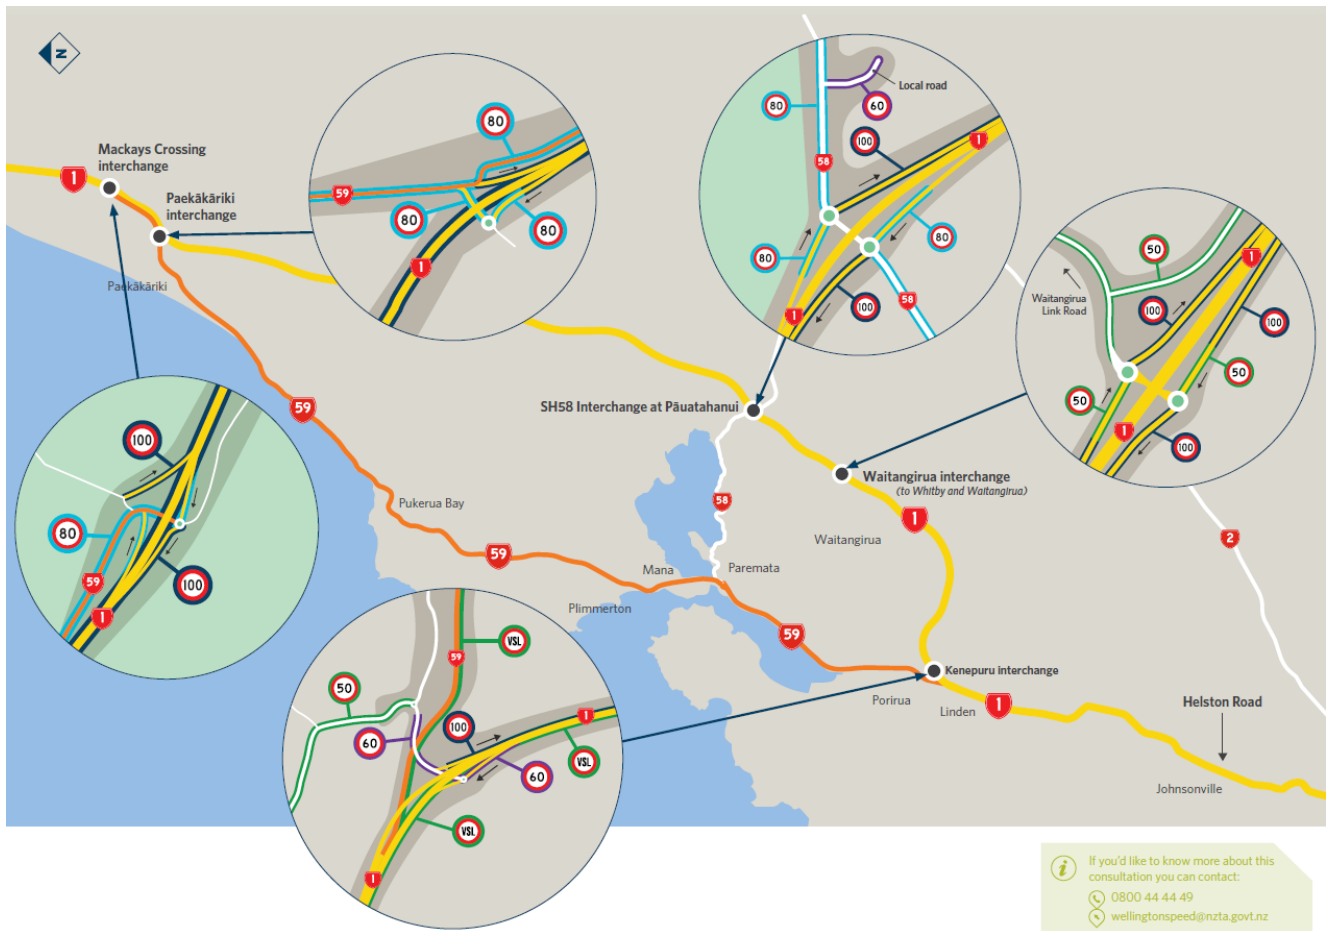 N
Mackays Crossing
interchange
1
Paekākāriki
interchange
Paekākāriki
80
59
80
80
1
80
60
Local road
100
1
58
80
80
100
58
1
50
Waitangirua
Link Road
1
100
100
50
50
1
100
59
SH58 Interchange at Pāuatahanui
Waitangirua interchange
(to Whitby and Waitangirua)
100
80
59
100
1
Pukerua Bay
58
1
Waitangirua
2
59
Mana
Paremata
Plimmerton
59
VSL
59
50
60
100
1
VSL
60
VSL
1
Kenepuru interchange
Porirua
Linden
1
Helston Road
Johnsonville
i
If you'd like to know more about this
consultation you can contact:
0800 44 44 49
wellingtonspeed@nzta.govt.nz